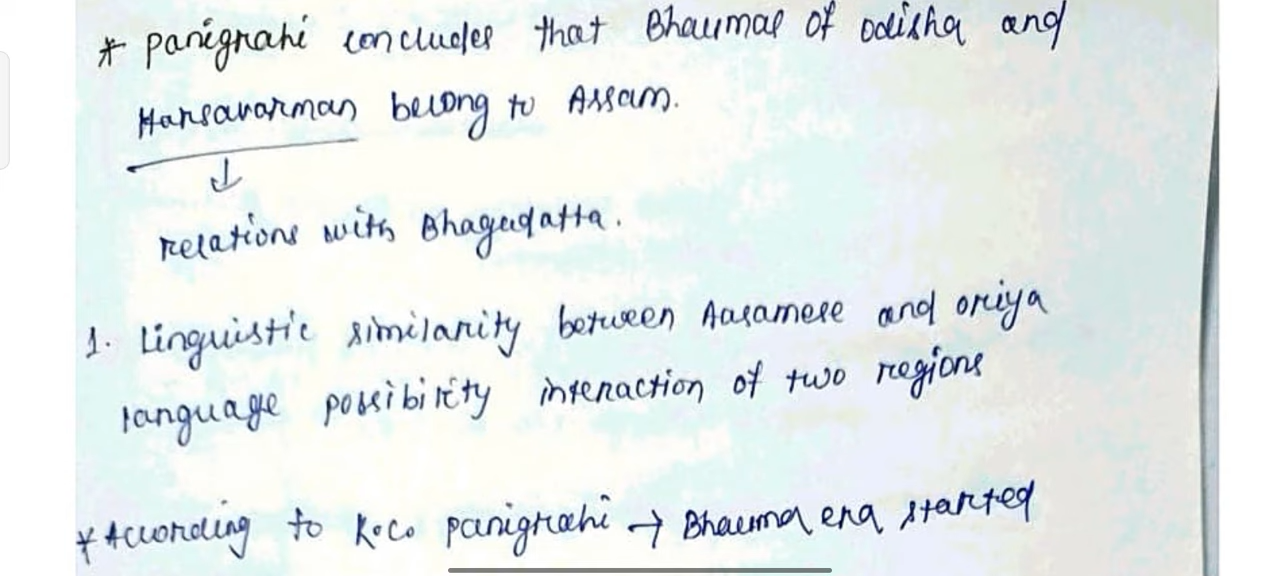 * Panigrahi concludes that Bhaumas of Odisha and
Harsavarman belong to Assam.
↓
relations with Bhagadatta.
1. Linguistic similarity between Aasamese and oriya
language possibility interaction of two regions
* According to K.C. Panigrahi → Bhauma era started